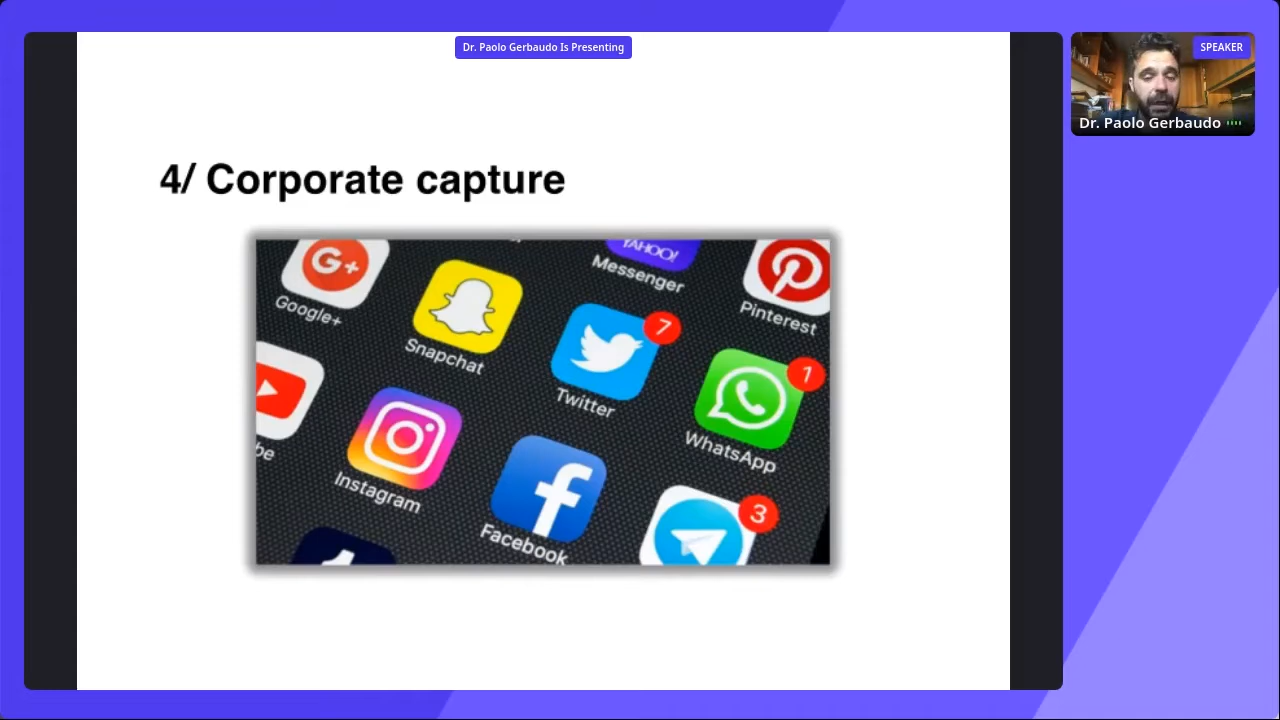 Dr. Paolo Gerbaudo Is Presenting
SPEAKER
Dr. Paolo Gerbaudo
4/ Corporate capture
G+
Google+
Snapchat
YAHOO!
Messenger
Pinterest
7
Twitter
1
WhatsApp
be
Instagram
Facebook
3